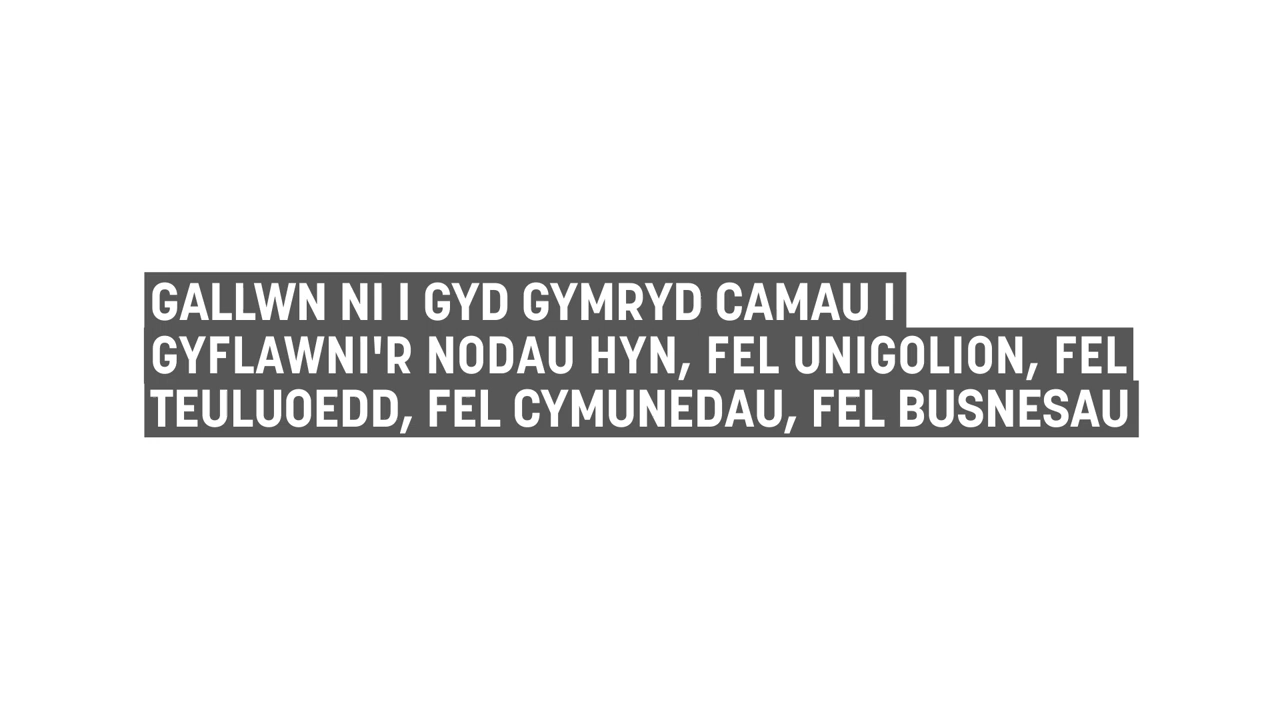 GALLWN NI I GYD GYMRYD CAMAU I
GYFLAWNI'R NODAU HYN, FEL UNIGOLION, FEL
TEULUOEDD, FEL CYMUNEDAU, FEL BUSNESAU